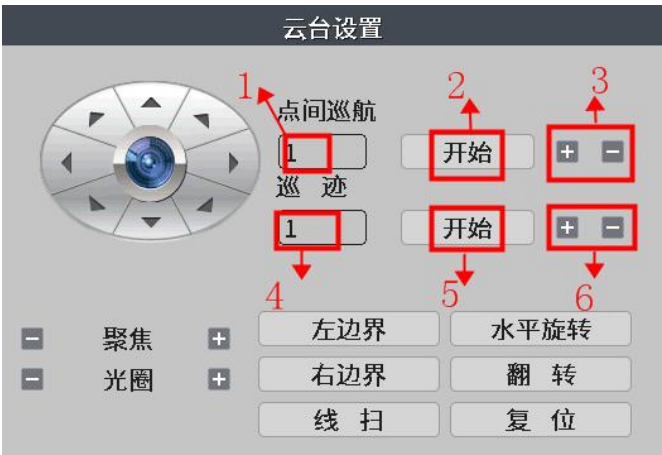 云台设置
1 2 3
点间巡航
1 开始 + -
巡 迹
1 开始 + -
4 5 6
- 聚焦 +
- 光圈 +
左边界 水平旋转
右边界 翻 转
线 扫 复 位